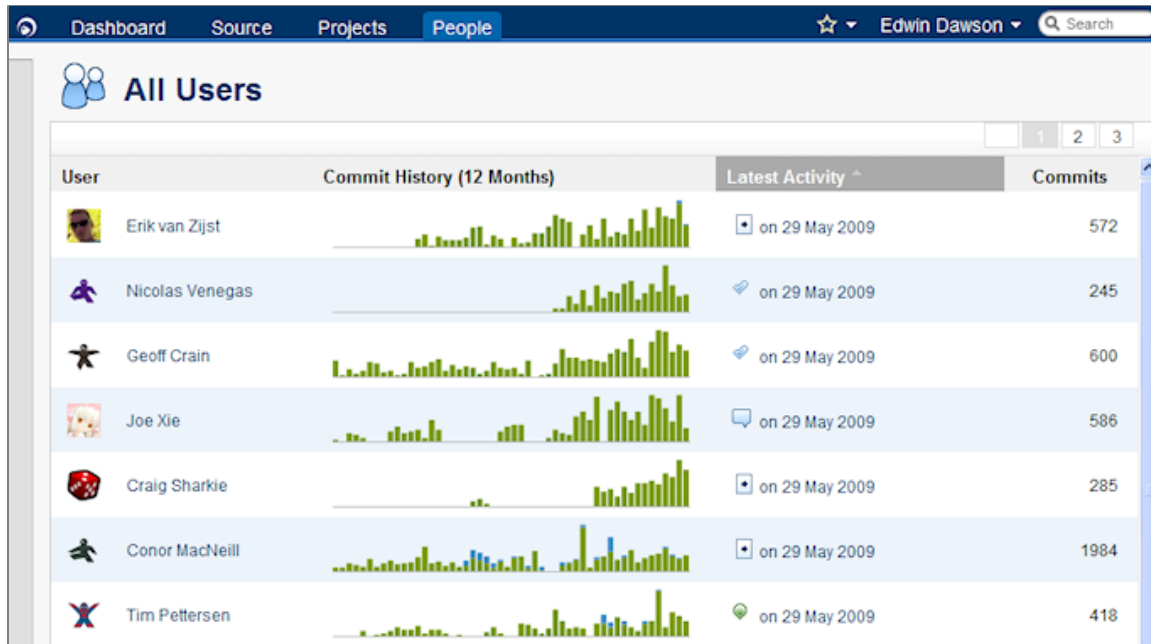 Dashboard Source Projects People Edwin Dawson Search
All Users
1 2 3
User Commit History (12 Months) Latest Activity Commits
Erik van Zijst on 29 May 2009 572
Nicolas Venegas on 29 May 2009 245
Geoff Crain on 29 May 2009 600
Joe Xie on 29 May 2009 586
Craig Sharkie on 29 May 2009 285
Conor MacNeill on 29 May 2009 1984
Tim Pettersen on 29 May 2009 418